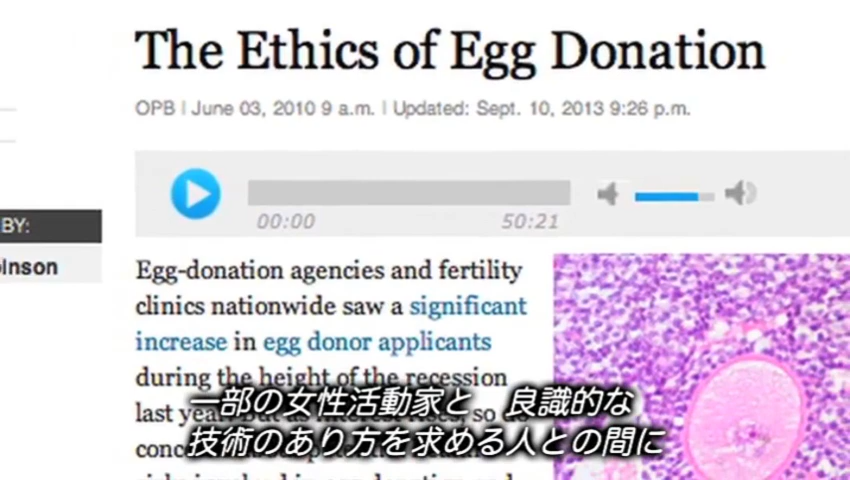 The Ethics of Egg Donation
OPB | June 03, 2010 9 a.m. | Updated: Sept. 10, 2013 9:26 p.m.
00:00 50:21
BY:
inson
Egg-donation agencies and fertility
clinics nationwide saw a significant
increase in egg donor applicants
during the height of the recession
last
一部の女性活動家と 良識的な
技術のあり方を求める人との間に